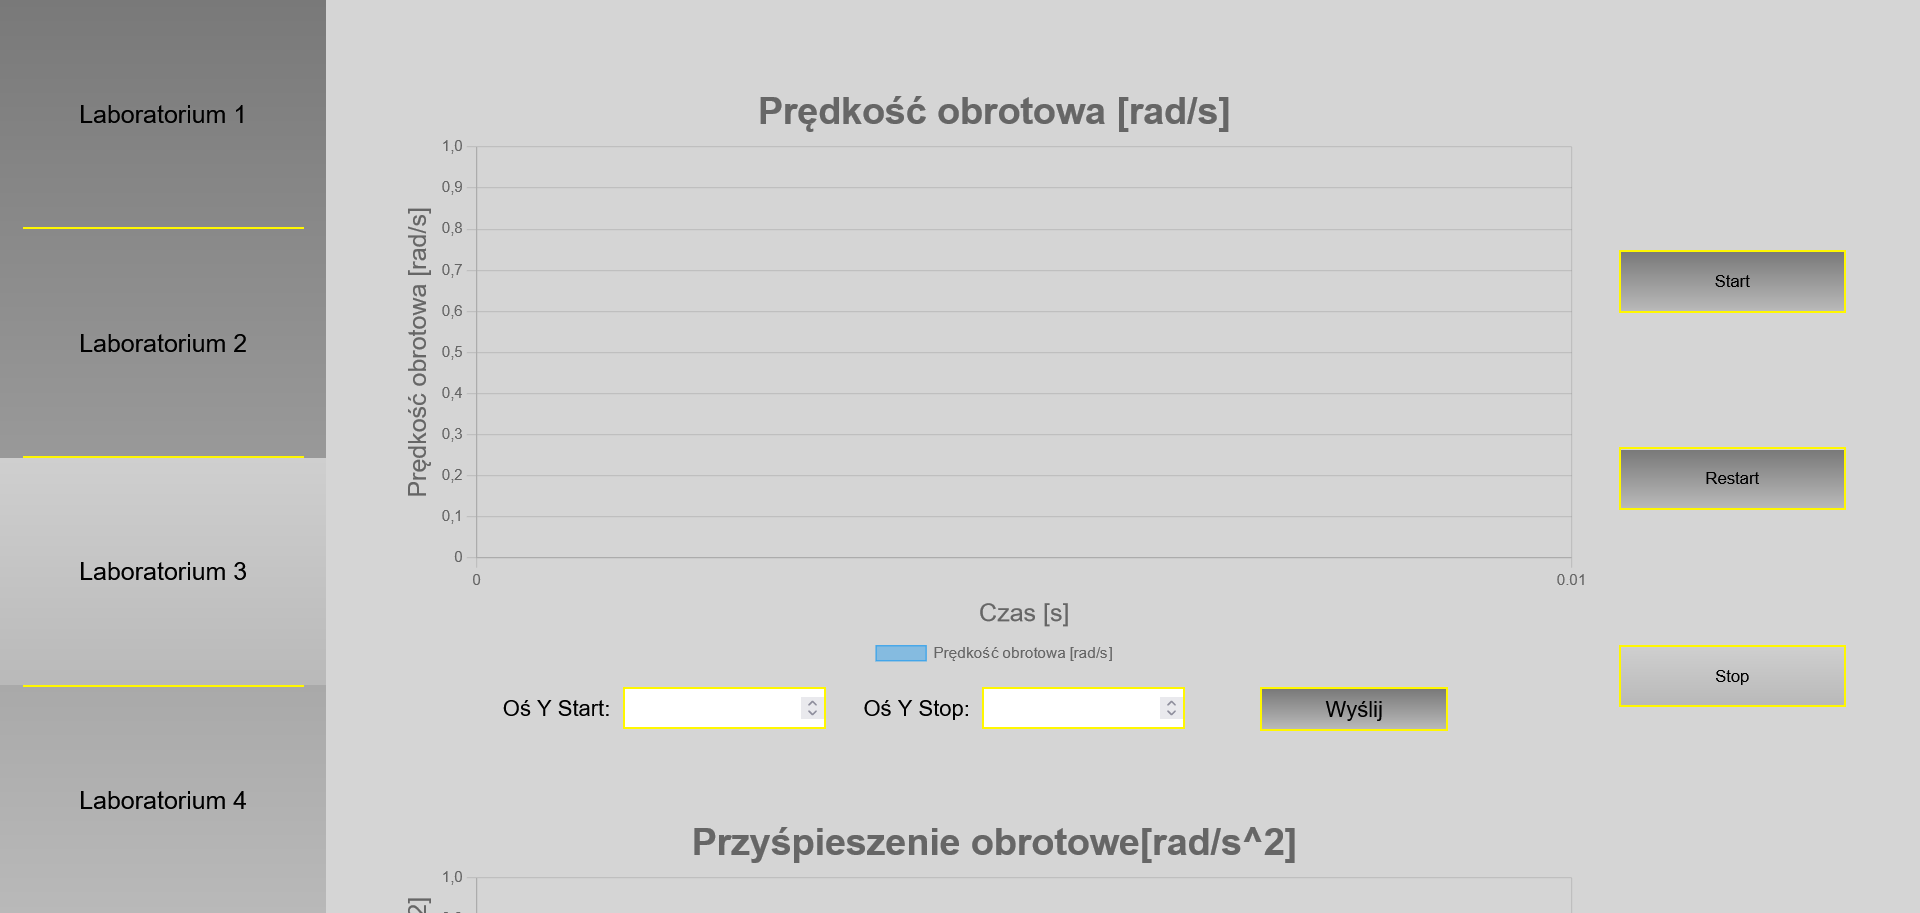 Laboratorium 1
Laboratorium 2
Laboratorium 3
Laboratorium 4
Prędkość obrotowa [rad/s]
Prędkość obrotowa [rad/s]
1,0
0,9
0,8
0,7
0,6
0,5
0,4
0,3
0,2
0,1
0
0 0.01
Czas [s]
Prędkość obrotowa [rad/s]
Oś Y Start: Oś Y Stop: Wyślij
Start
Restart
Stop
Przyśpieszenie obrotowe[rad/s^2]
1,0
2]